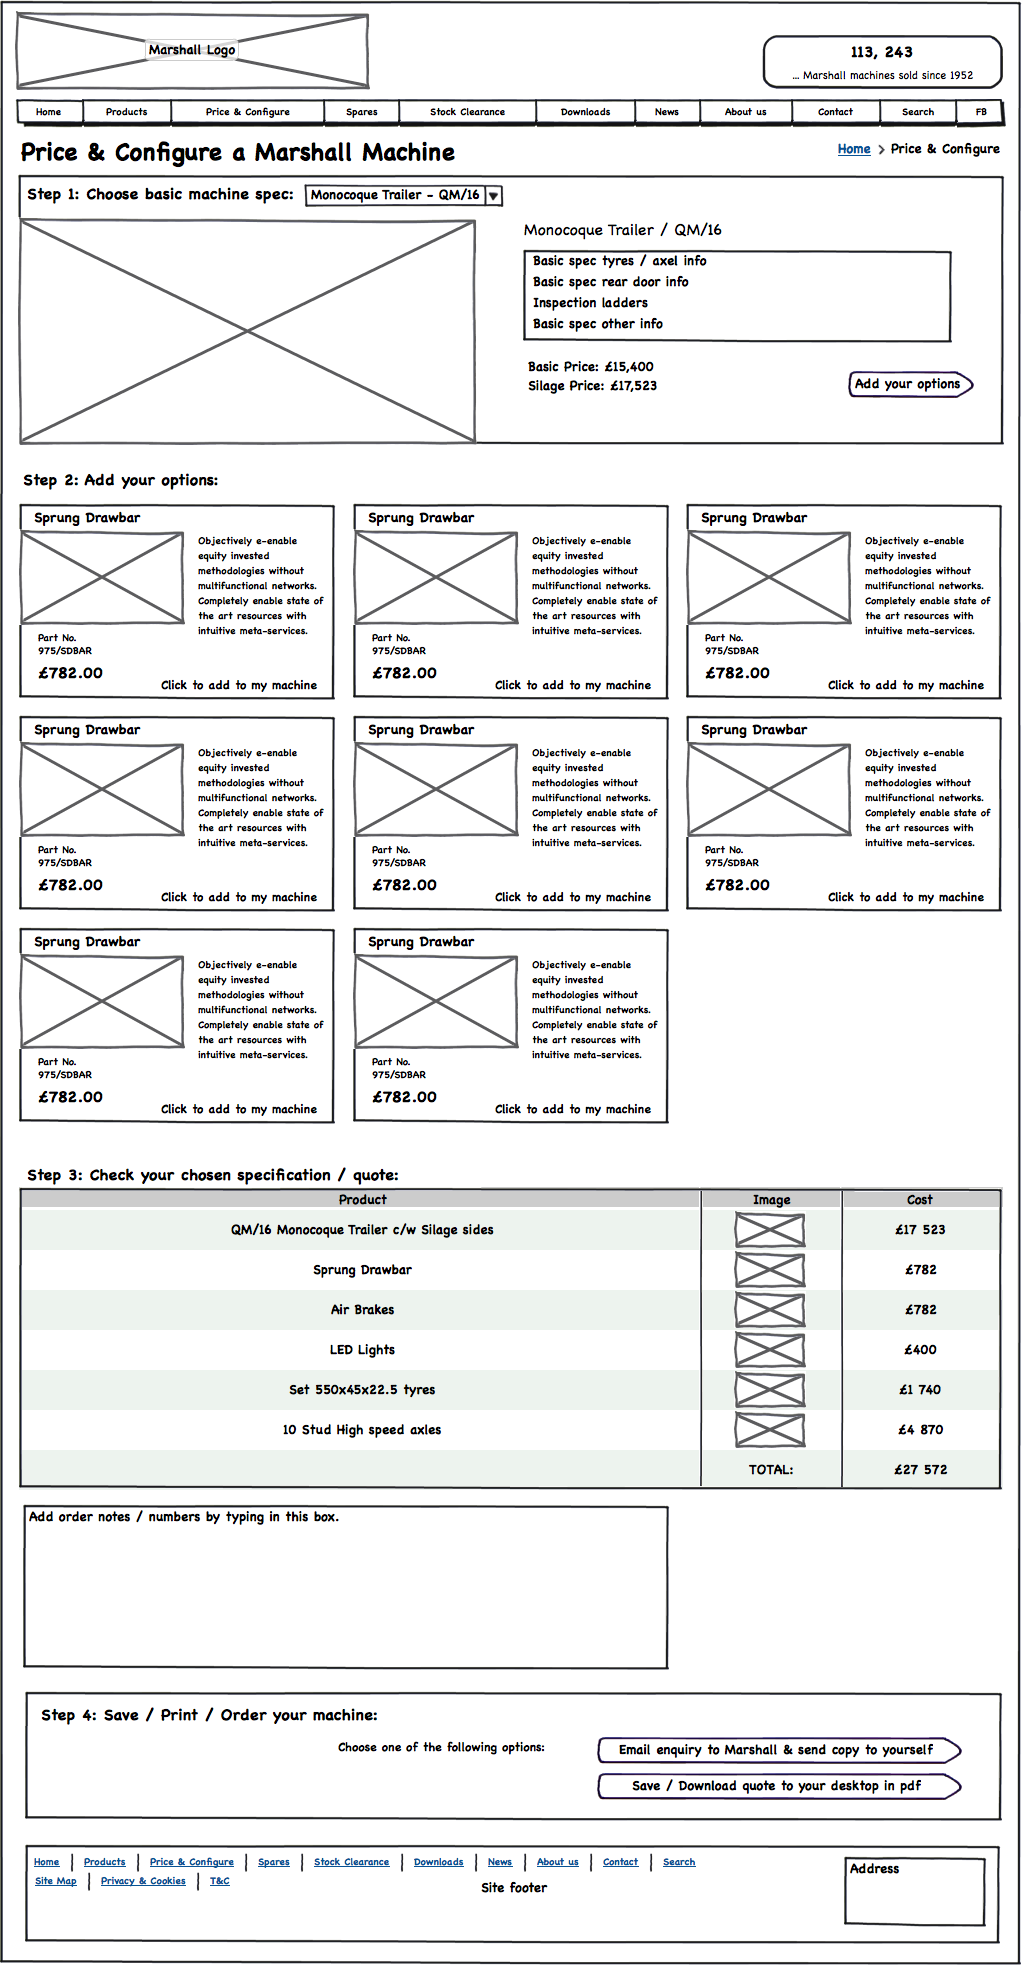 Marshall Logo
113, 243
... Marshall machines sold since 1952
Home Products Price & Configure Spares Stock Clearance Downloads News About us Contact Search FB
Price & Configure a Marshall Machine
Home > Price & Configure
Step 1: Choose basic machine spec: Monocoque Trailer - QM/16
Monocoque Trailer / QM/16
Basic spec tyres / axel info
Basic spec rear door info
Inspection ladders
Basic spec other info
Basic Price: £15,400
Silage Price: £17,523
Add your options
Step 2: Add your options:
Sprung Drawbar
Objectively e-enable
equity invested
methodologies without
multifunctional networks.
Completely enable state of
the art resources with
intuitive meta-services.
Part No.
975/SDBAR
£782.00
Click to add to my machine
Sprung Drawbar
Objectively e-enable
equity invested
methodologies without
multifunctional networks.
Completely enable state of
the art resources with
intuitive meta-services.
Part No.
975/SDBAR
£782.00
Click to add to my machine
Sprung Drawbar
Objectively e-enable
equity invested
methodologies without
multifunctional networks.
Completely enable state of
the art resources with
intuitive meta-services.
Part No.
975/SDBAR
£782.00
Click to add to my machine
Sprung Drawbar
Objectively e-enable
equity invested
methodologies without
multifunctional networks.
Completely enable state of
the art resources with
intuitive meta-services.
Part No.
975/SDBAR
£782.00
Click to add to my machine
Sprung Drawbar
Objectively e-enable
equity invested
methodologies without
multifunctional networks.
Completely enable state of
the art resources with
intuitive meta-services.
Part No.
975/SDBAR
£782.00
Click to add to my machine
Sprung Drawbar
Objectively e-enable
equity invested
methodologies without
multifunctional networks.
Completely enable state of
the art resources with
intuitive meta-services.
Part No.
975/SDBAR
£782.00
Click to add to my machine
Sprung Drawbar
Objectively e-enable
equity invested
methodologies without
multifunctional networks.
Completely enable state of
the art resources with
intuitive meta-services.
Part No.
975/SDBAR
£782.00
Click to add to my machine
Sprung Drawbar
Objectively e-enable
equity invested
methodologies without
multifunctional networks.
Completely enable state of
the art resources with
intuitive meta-services.
Part No.
975/SDBAR
£782.00
Click to add to my machine
Step 3: Check your chosen specification / quote:
Product Image Cost
QM/16 Monocoque Trailer c/w Silage sides £17 523
Sprung Drawbar £782
Air Brakes £782
LED Lights £400
Set 550x45x22.5 tyres £1 740
10 Stud High speed axles £4 870
TOTAL: £27 572
Add order notes / numbers by typing in this box.
Step 4: Save / Print / Order your machine:
Choose one of the following options:
Email enquiry to Marshall & send copy to yourself
Save / Download quote to your desktop in pdf
Home Products Price & Configure Spares Stock Clearance Downloads News About us Contact Search
Site Map Privacy & Cookies T&C
Site footer
Address